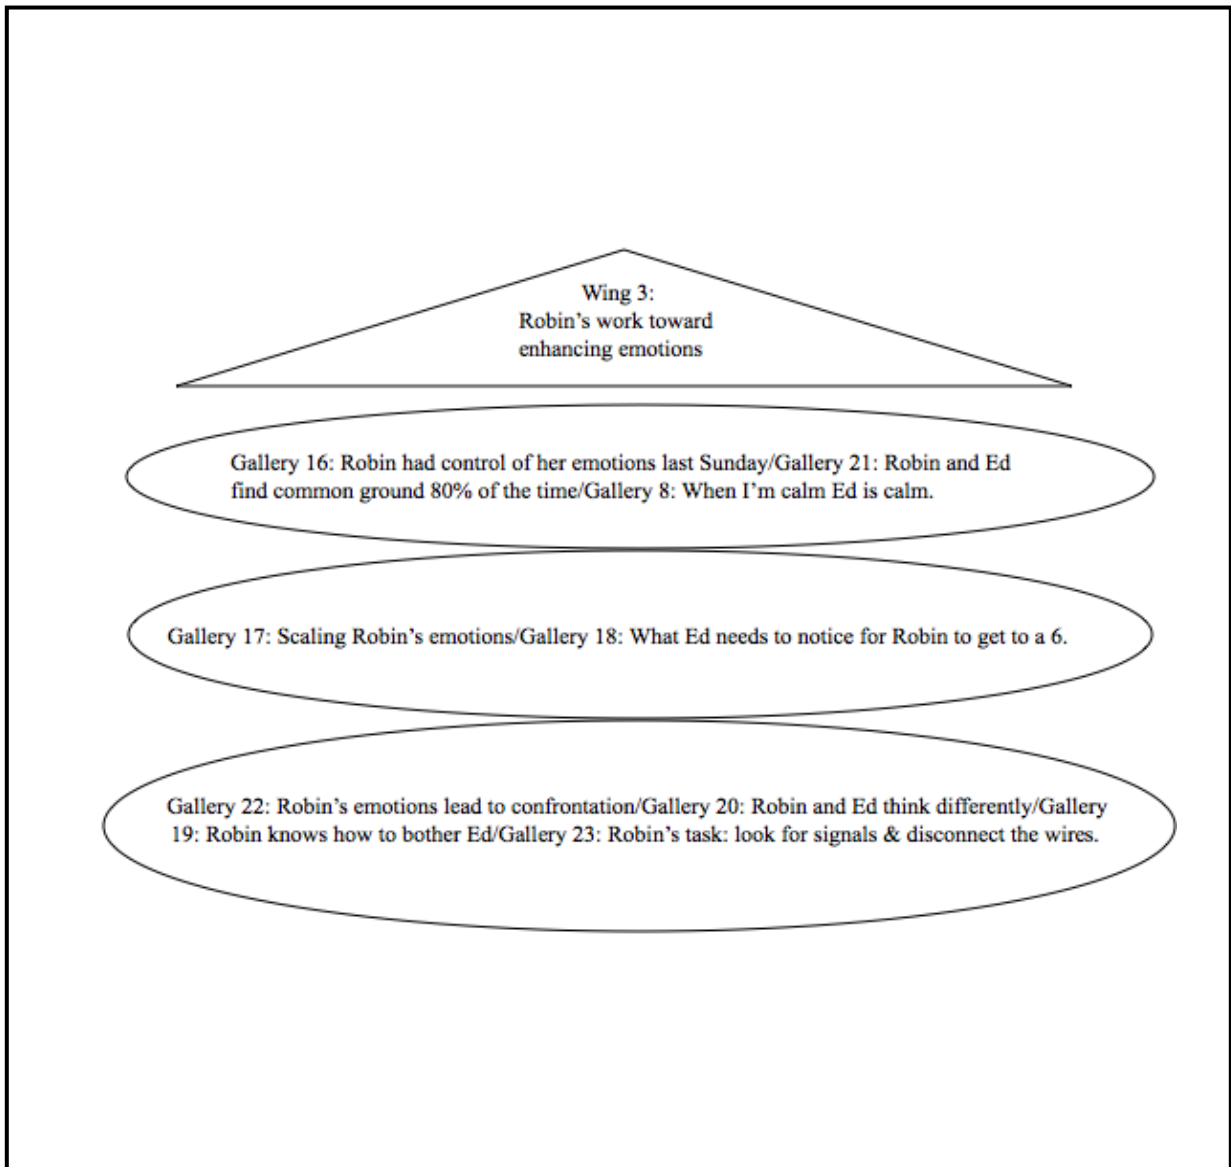 Wing 3:
Robin’s work toward
enhancing emotions
Gallery 16: Robin had control of her emotions last Sunday/Gallery 21: Robin and Ed
find common ground 80% of the time/Gallery 8: When I’m calm Ed is calm.
Gallery 17: Scaling Robin’s emotions/Gallery 18: What Ed needs to notice for Robin to get to a 6.
Gallery 22: Robin’s emotions lead to confrontation/Gallery 20: Robin and Ed think differently/Gallery
19: Robin knows how to bother Ed/Gallery 23: Robin’s task: look for signals & disconnect the wires.